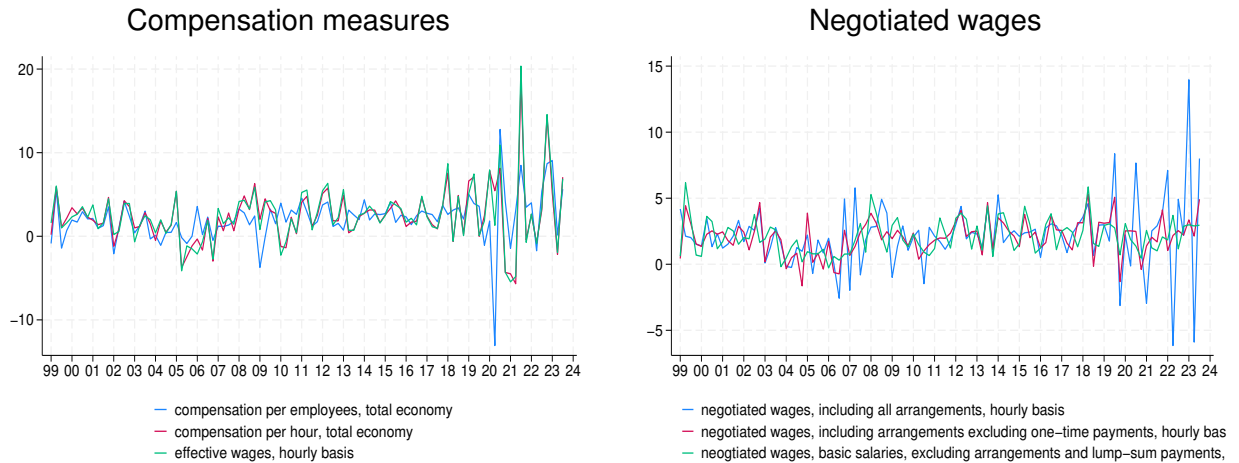 Compensation measures
20
10
0
−10
99 00 01 02 03 04 05 06 07 08 09 10 11 12 13 14 15 16 17 18 19 20 21 22 23 24
compensation per employees, total economy
compensation per hour, total economy
effective wages, hourly basis
Negotiated wages
15
10
5
0
−5
99 00 01 02 03 04 05 06 07 08 09 10 11 12 13 14 15 16 17 18 19 20 21 22 23 24
negotiated wages, including all arrangements, hourly basis
negotiated wages, including arrangements excluding one−time payments, hourly bas
neogtiated wages, basic salaries, excluding arrangements and lump−sum payments,